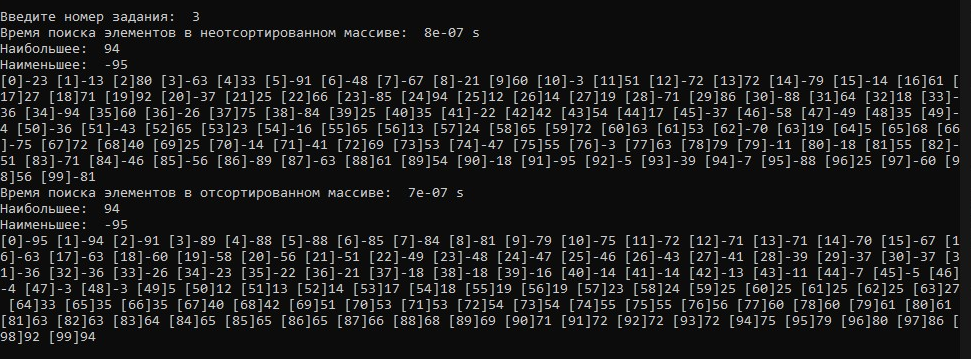 Введите номер задания:  3
Время поиска элементов в неотсортированном массиве:  8e-07 s
Наибольшее:  94
Наименьшее:  -95
[0]-23 [1]-13 [2]80 [3]-63 [4]33 [5]-91 [6]-48 [7]-67 [8]-21 [9]60 [10]-3 [11]51 [12]-72 [13]72 [14]-79 [15]-14 [16]61 [
17]27 [18]71 [19]92 [20]-37 [21]25 [22]66 [23]-85 [24]94 [25]12 [26]14 [27]19 [28]-71 [29]86 [30]-88 [31]64 [32]18 [33]-
36 [34]-94 [35]60 [36]-26 [37]75 [38]-84 [39]25 [40]35 [41]-22 [42]42 [43]54 [44]17 [45]-37 [46]-58 [47]-49 [48]35 [49]-
4 [50]-36 [51]-43 [52]65 [53]23 [54]-16 [55]65 [56]13 [57]24 [58]65 [59]72 [60]63 [61]53 [62]-70 [63]19 [64]5 [65]68 [66
]-75 [67]72 [68]40 [69]25 [70]-14 [71]-41 [72]69 [73]53 [74]-47 [75]55 [76]-3 [77]63 [78]79 [79]-11 [80]-18 [81]55 [82]-
51 [83]-71 [84]-46 [85]-56 [86]-89 [87]-63 [88]61 [89]54 [90]-18 [91]-95 [92]-5 [93]-39 [94]-7 [95]-88 [96]25 [97]-60 [9
8]56 [99]-81
Время поиска элементов в отсортированном массиве:  7e-07 s
Наибольшее:  94
Наименьшее:  -95
[0]-95 [1]-94 [2]-91 [3]-89 [4]-88 [5]-88 [6]-85 [7]-84 [8]-81 [9]-79 [10]-75 [11]-72 [12]-71 [13]-71 [14]-70 [15]-67 [1
6]-63 [17]-63 [18]-60 [19]-58 [20]-56 [21]-51 [22]-49 [23]-48 [24]-47 [25]-46 [26]-43 [27]-41 [28]-39 [29]-37 [30]-37 [3
1]-36 [32]-36 [33]-26 [34]-23 [35]-22 [36]-21 [37]-18 [38]-18 [39]-16 [40]-14 [41]-14 [42]-13 [43]-11 [44]-7 [45]-5 [46]
-4 [47]-3 [48]-3 [49]5 [50]12 [51]13 [52]14 [53]17 [54]18 [55]19 [56]19 [57]23 [58]24 [59]25 [60]25 [61]25 [62]25 [63]27
 [64]33 [65]35 [66]35 [67]40 [68]42 [69]51 [70]53 [71]53 [72]54 [73]54 [74]55 [75]55 [76]56 [77]60 [78]60 [79]61 [80]61
[81]63 [82]63 [83]64 [84]65 [85]65 [86]65 [87]66 [88]68 [89]69 [90]71 [91]72 [92]72 [93]72 [94]75 [95]79 [96]80 [97]86 [
98]92 [99]94